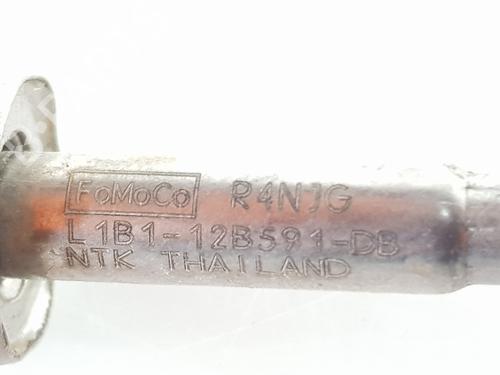 FoMoCo R4NJG
L1B1-12B591-DB
NTK THAILAND